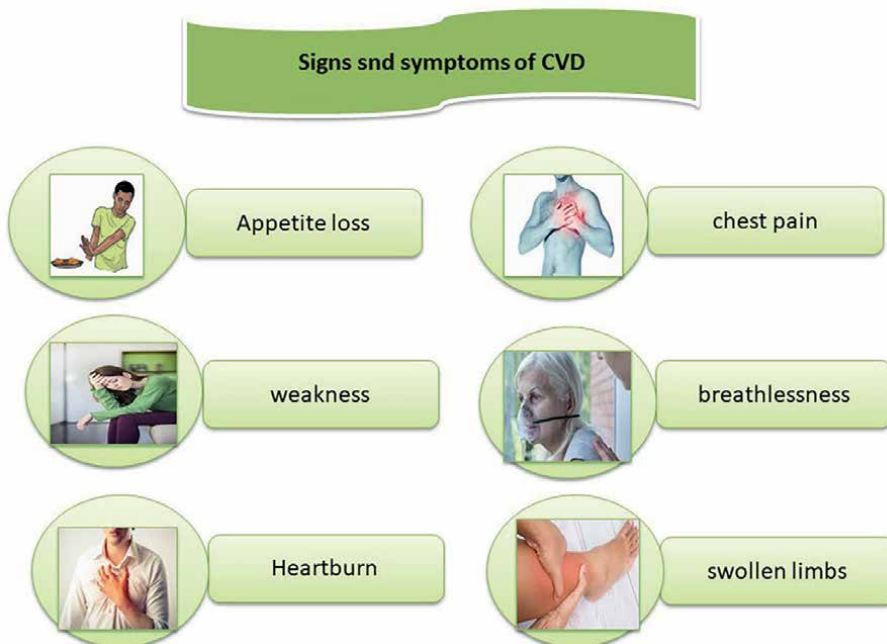 Signs snd symptoms of CVD
Appetite loss
chest pain
weakness
breathlessness
Heartburn
swollen limbs